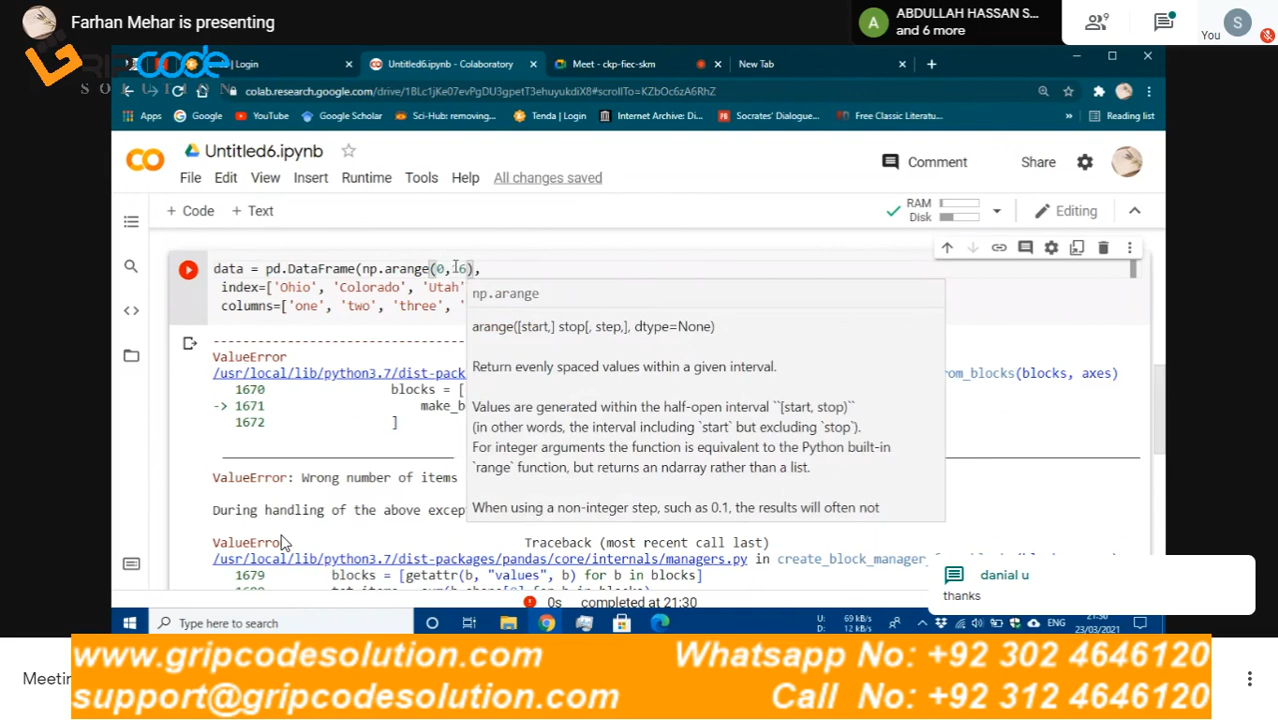 Farhan Mehar is presenting
ABDULLAH HASSAN S...
and 6 more
A
9
S
You
GRIPCODE
Login
Untitled6.ipynb - Colaboratory
Meet - ckp-fiec-skm
New Tab
colab.research.google.com/drive/1BLc1jKe07evPgDU3gpetT3ehuyukdiX8#scrollTo=KZbOc6zA6RhZ
Apps
Google
YouTube
Google Scholar
Sci-Hub: removing...
Tenda | Login
Internet Archive: Di...
Socrates' Dialogue...
Free Classic Literatu...
»
Reading list
Untitled6.ipynb
Comment
Share
File Edit View Insert Runtime Tools Help All changes saved
+ Code + Text
RAM
Disk
Editing
data = pd.DataFrame(np.arange(0,16),
index=['Ohio', 'Colorado', 'Utah'
columns=['one', 'two', 'three', '
np.arange
arange([start,] stop[, step,], dtype=None)
Return evenly spaced values within a given interval.
Values are generated within the half-open interval ``[start, stop)``
(in other words, the interval including `start` but excluding `stop`).
For integer arguments the function is equivalent to the Python built-in
`range` function, but returns an ndarray rather than a list.
When using a non-integer step, such as 0.1, the results will often not
---------------------------------
ValueError
/usr/local/lib/python3.7/dist-pack
rom_blocks(blocks, axes)
1670 blocks = [
-> 1671 make_b
1672 ]
ValueError: Wrong number of items
During handling of the above excep
ValueError Traceback (most recent call last)
/usr/local/lib/python3.7/dist-packages/pandas/core/internals/managers.py in create_block_manager_
1679 blocks = [getattr(b, "values", b) for b in blocks]
0s completed at 21:30
danial u
thanks
Type here to search
U: 69 kB/s
D: 12 kB/s
ENG
21:30
23/03/2021
Meetin
www.gripcodesolution.com
Whatsapp No: +92 302 4646120
support@gripcodesolution.com
Call No: +92 312 4646120